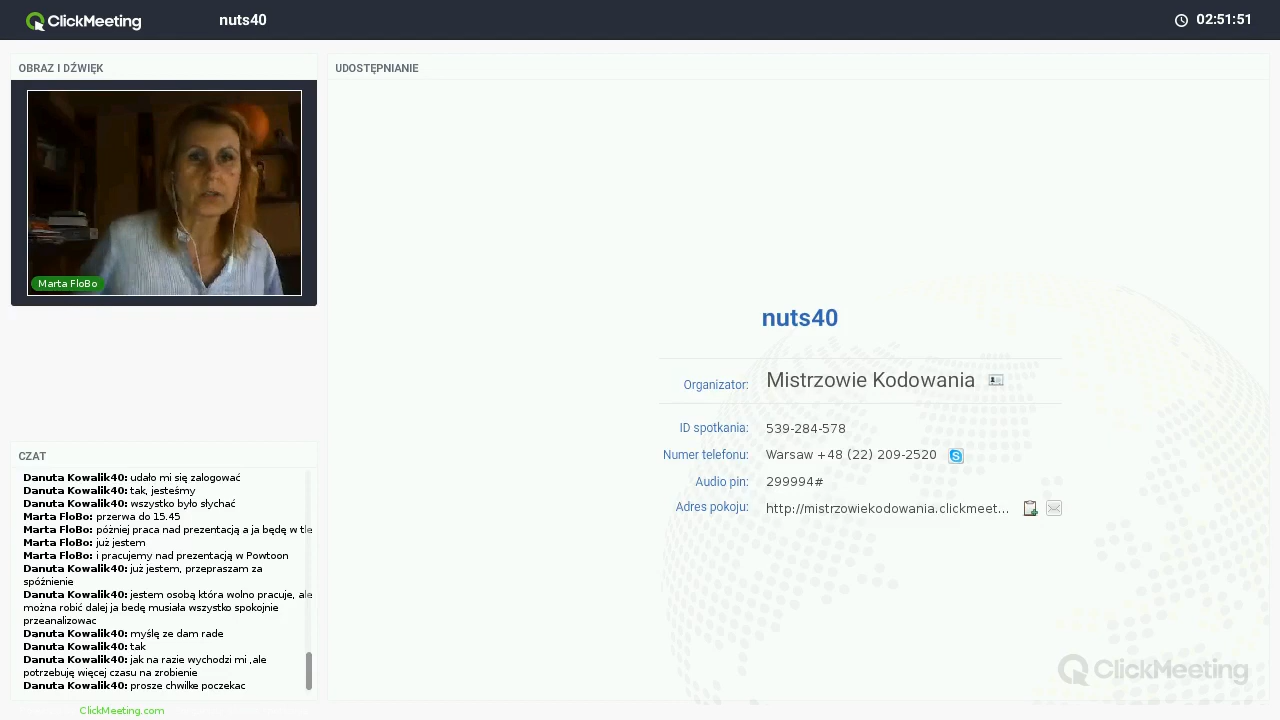 ClickMeeting
nuts40
02:51:51
OBRAZ I DŹWIĘK
UDOSTĘPNIANIE
Marta FloBo
nuts40
Organizator: Mistrzowie Kodowania
ID spotkania: 539-284-578
Numer telefonu: Warsaw +48 (22) 209-2520
Audio pin: 299994#
Adres pokoju: http://mistrzowiekodowania.clickmeet...
CZAT
Danuta Kowalik40: udało mi się zalogować
Danuta Kowalik40: tak, jesteśmy
Danuta Kowalik40: wszystko było słychać
Marta FloBo: przerwa do 15.45
Marta FloBo: póżniej praca nad prezentacją a ja będę w tle
Marta FloBo: już jestem
Marta FloBo: i pracujemy nad prezentacją w Powtoon
Danuta Kowalik40: już jestem, przepraszam za
spóźnienie
Danuta Kowalik40: jestem osobą która wolno pracuje, ale
można robić dalej ja bedę musiała wszystko spokojnie
przeanalizowac
Danuta Kowalik40: myślę ze dam rade
Danuta Kowalik40: tak
Danuta Kowalik40: jak na razie wychodzi mi ,ale
potrzebuję więcej czasu na zrobienie
Danuta Kowalik40: prosze chwilke poczekac
ClickMeeting.com
ClickMeeting